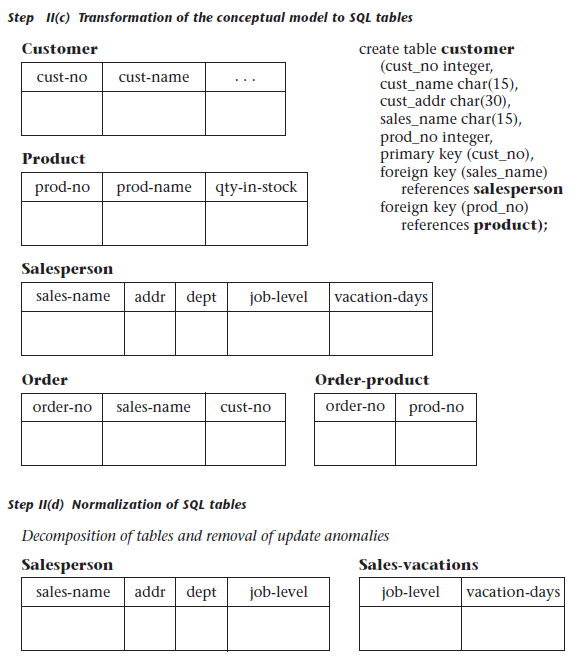 Step II(c) Transformation of the conceptual model to SQL tables
Customer
cust-no cust-name ...
Product
prod-no prod-name qty-in-stock
create table customer
(cust_no integer,
cust_name char(15),
cust_addr char(30),
sales_name char(15),
prod_no integer,
primary key (cust_no),
foreign key (sales_name)
references salesperson
foreign key (prod_no)
references product);
Salesperson
sales-name addr dept job-level vacation-days
Order
order-no sales-name cust-no
Order-product
order-no prod-no
Step II(d) Normalization of SQL tables
Decomposition of tables and removal of update anomalies
Salesperson
sales-name addr dept job-level
Sales-vacations
job-level vacation-days